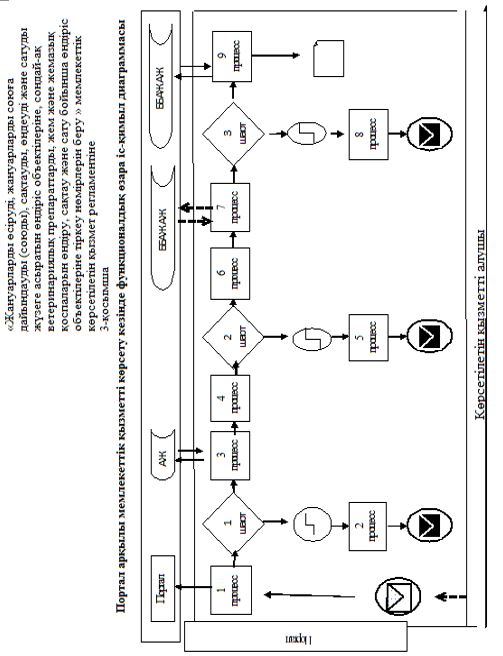 «Жануарларды өсіруді, жануарларды союға
дайындауды (союды), сақтауды, өңдеуді және сатуды
жүзеге асыратын өндіріс объектілеріне, сондай-ақ
ветеринариялық препараттарды, жем және жемазық
қоспаларын өндіру, сақтау және сату бойынша өндіріс
объектілеріне тіркеу нөмірлерін беру » мемлекеттік
көрсетілетін қызмет регламентіне
3-қосымша
Портал арқылы мемлекеттік қызметті көрсету кезінде функционалдық өзара іс-қимыл диаграммасы
Портал
АЖ
ББАЖАЖ
ББАЖАЖ
1
процесс
1
шарт
3
процесс
4
процесс
2
шарт
6
процесс
7
процесс
3
шарт
9
процесс
2
процесс
5
процесс
8
процесс
Портал
Көрсетілетін қызметті алушы